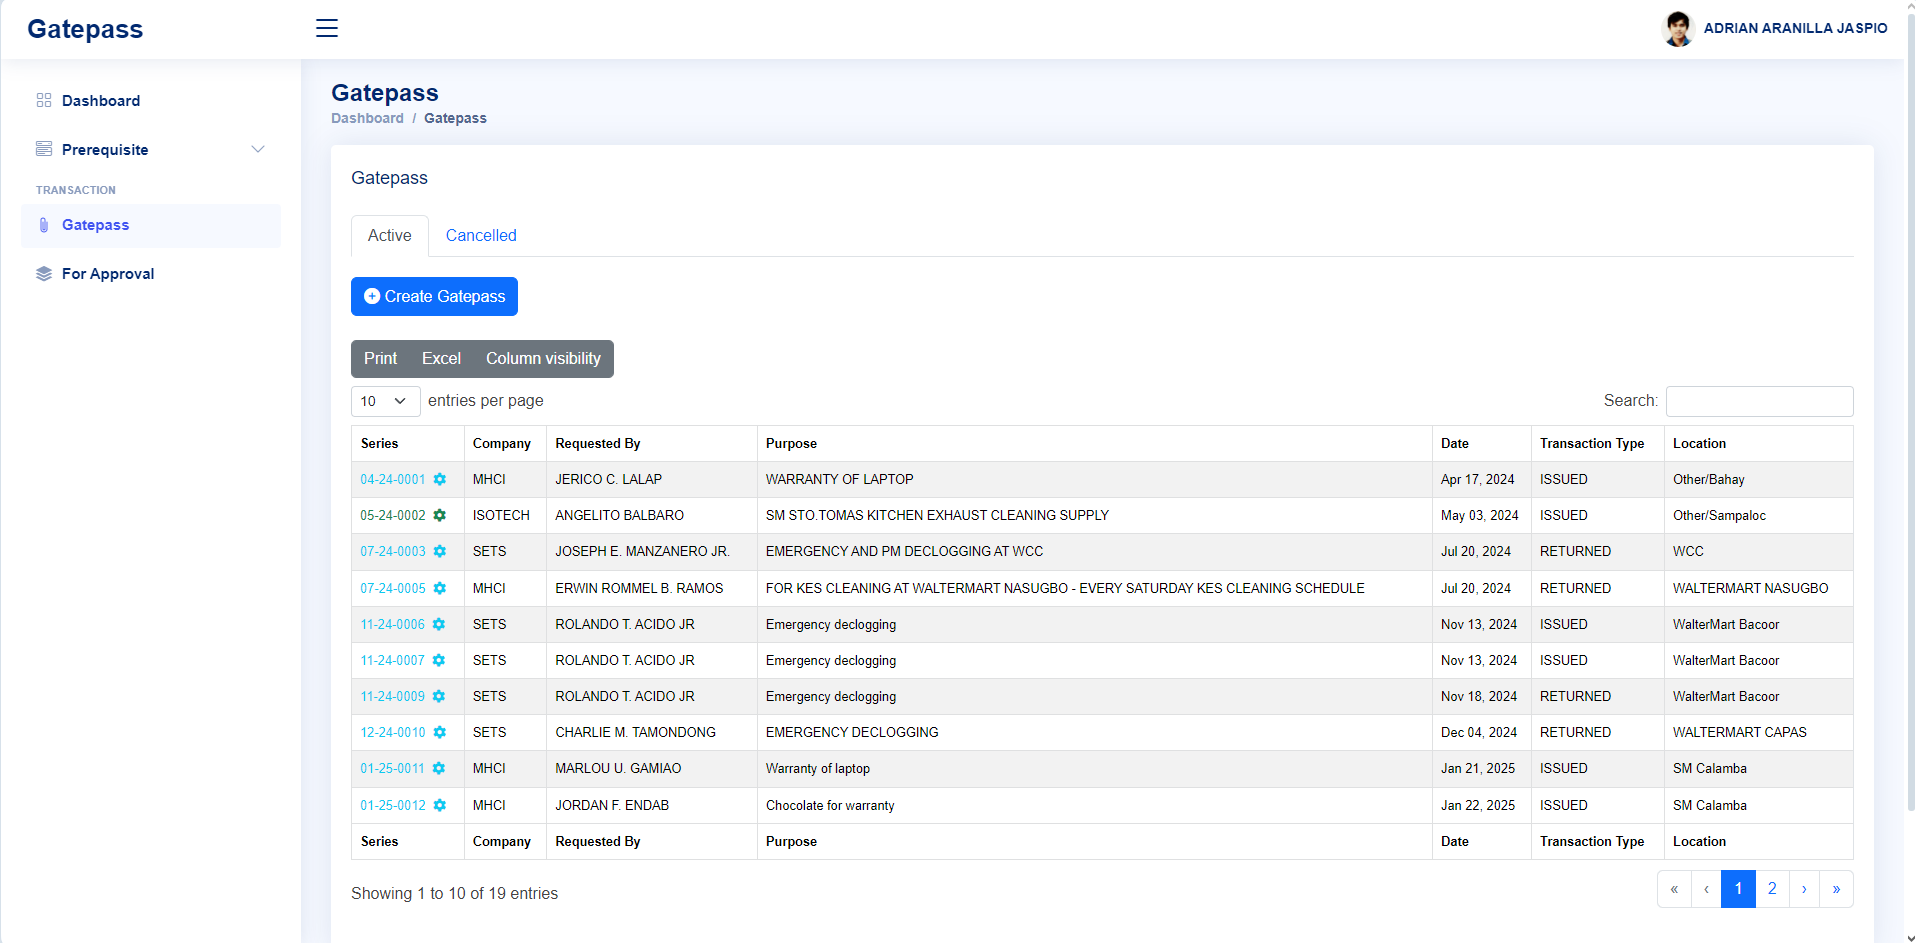 Gatepass
ADRIAN ARANILLA JASPIO
Dashboard
Prerequisite
TRANSACTION
Gatepass
For Approval
Gatepass
Dashboard / Gatepass
Gatepass
Active Cancelled
Create Gatepass
Print Excel Column visibility
10 entries per page Search:
Series Company Requested By Purpose Date Transaction Type Location
04-24-0001 MHCI JERICO C. LALAP WARRANTY OF LAPTOP Apr 17, 2024 ISSUED Other/Bahay
05-24-0002 ISOTECH ANGELITO BALBARO SM STO.TOMAS KITCHEN EXHAUST CLEANING SUPPLY May 03, 2024 ISSUED Other/Sampaloc
07-24-0003 SETS JOSEPH E. MANZANERO JR. EMERGENCY AND PM DECLOGGING AT WCC Jul 20, 2024 RETURNED WCC
07-24-0005 MHCI ERWIN ROMMEL B. RAMOS FOR KES CLEANING AT WALTERMART NASUGBO - EVERY SATURDAY KES CLEANING SCHEDULE Jul 20, 2024 RETURNED WALTERMART NASUGBO
11-24-0006 SETS ROLANDO T. ACIDO JR Emergency declogging Nov 13, 2024 ISSUED WalterMart Bacoor
11-24-0007 SETS ROLANDO T. ACIDO JR Emergency declogging Nov 13, 2024 ISSUED WalterMart Bacoor
11-24-0009 SETS ROLANDO T. ACIDO JR Emergency declogging Nov 18, 2024 RETURNED WalterMart Bacoor
12-24-0010 SETS CHARLIE M. TAMONDONG EMERGENCY DECLOGGING Dec 04, 2024 RETURNED WALTERMART CAPAS
01-25-0011 MHCI MARLOU U. GAMIAO Warranty of laptop Jan 21, 2025 ISSUED SM Calamba
01-25-0012 MHCI JORDAN F. ENDAB Chocolate for warranty Jan 22, 2025 ISSUED SM Calamba
Series Company Requested By Purpose Date Transaction Type Location
Showing 1 to 10 of 19 entries « ‹ 1 2 › »